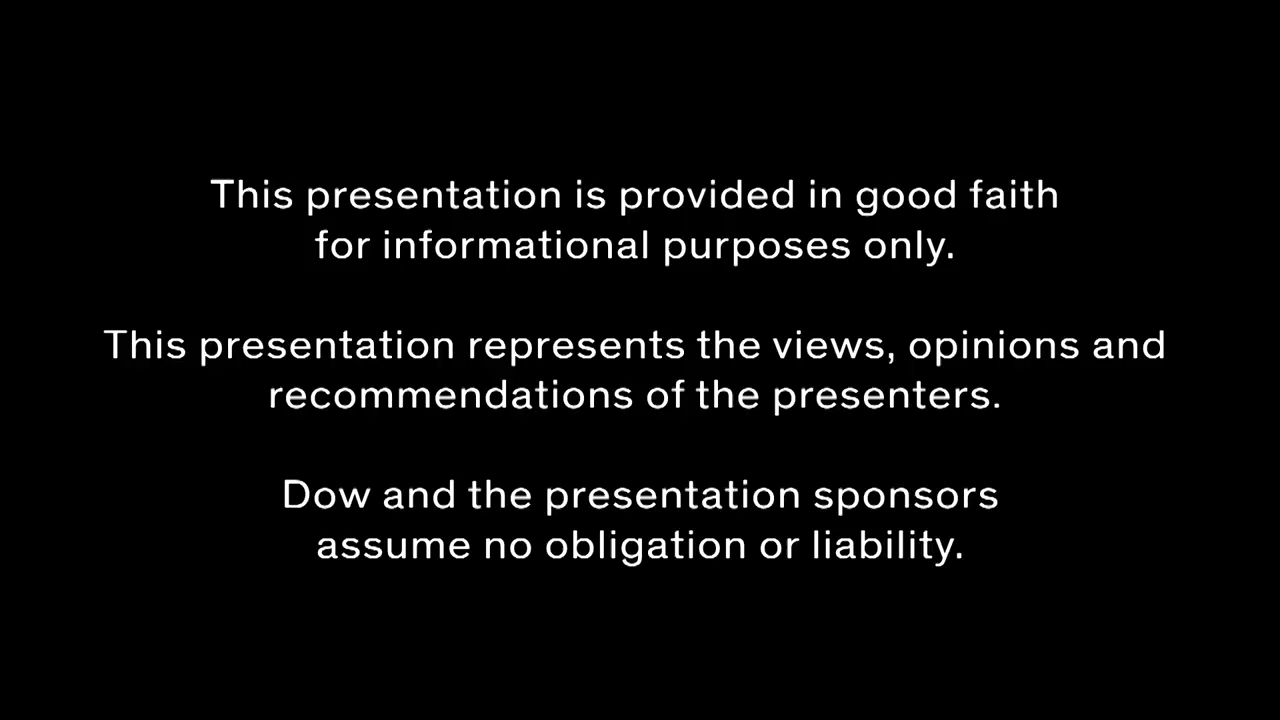 This presentation is provided in good faith
for informational purposes only.
This presentation represents the views, opinions and
recommendations of the presenters.
Dow and the presentation sponsors
assume no obligation or liability.